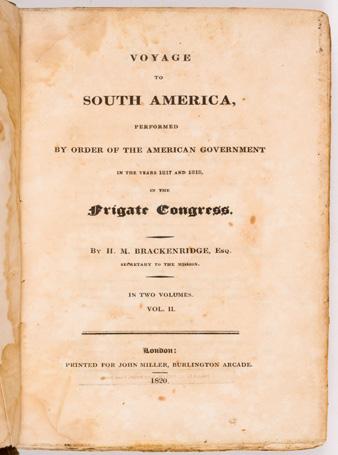 VOYAGE
TO
SOUTH AMERICA,
PERFORMED
BY ORDER OF THE AMERICAN GOVERNMENT
IN THE YEARS 1817 AND 1818,
IN THE
Frigate Congress.
BY H. M. BRACKENRIDGE, ESQ.
SECRETARY TO THE MISSION.
IN TWO VOLUMES.
VOL. II.
London:
PRINTED FOR JOHN MILLER, BURLINGTON ARCADE.
1820.